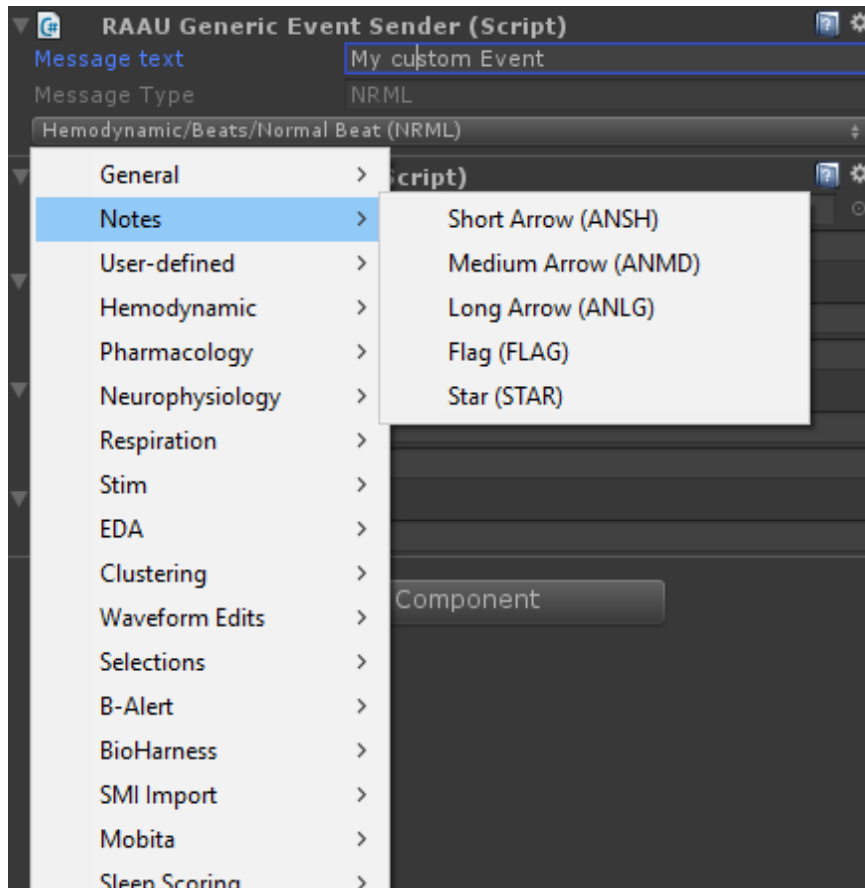 RAAU Generic Event Sender (Script)
Message text My custom Event
Message Type NRML
Hemodynamic/Beats/Normal Beat (NRML)
General
cript)
Notes
Short Arrow (ANSH)
User-defined
Medium Arrow (ANMD)
Hemodynamic
Long Arrow (ANLG)
Pharmacology
Flag (FLAG)
Neurophysiology
Star (STAR)
Respiration
Stim
EDA
Clustering
Component
Waveform Edits
Selections
B-Alert
BioHarness
SMI Import
Mobita
Sleep Scoring